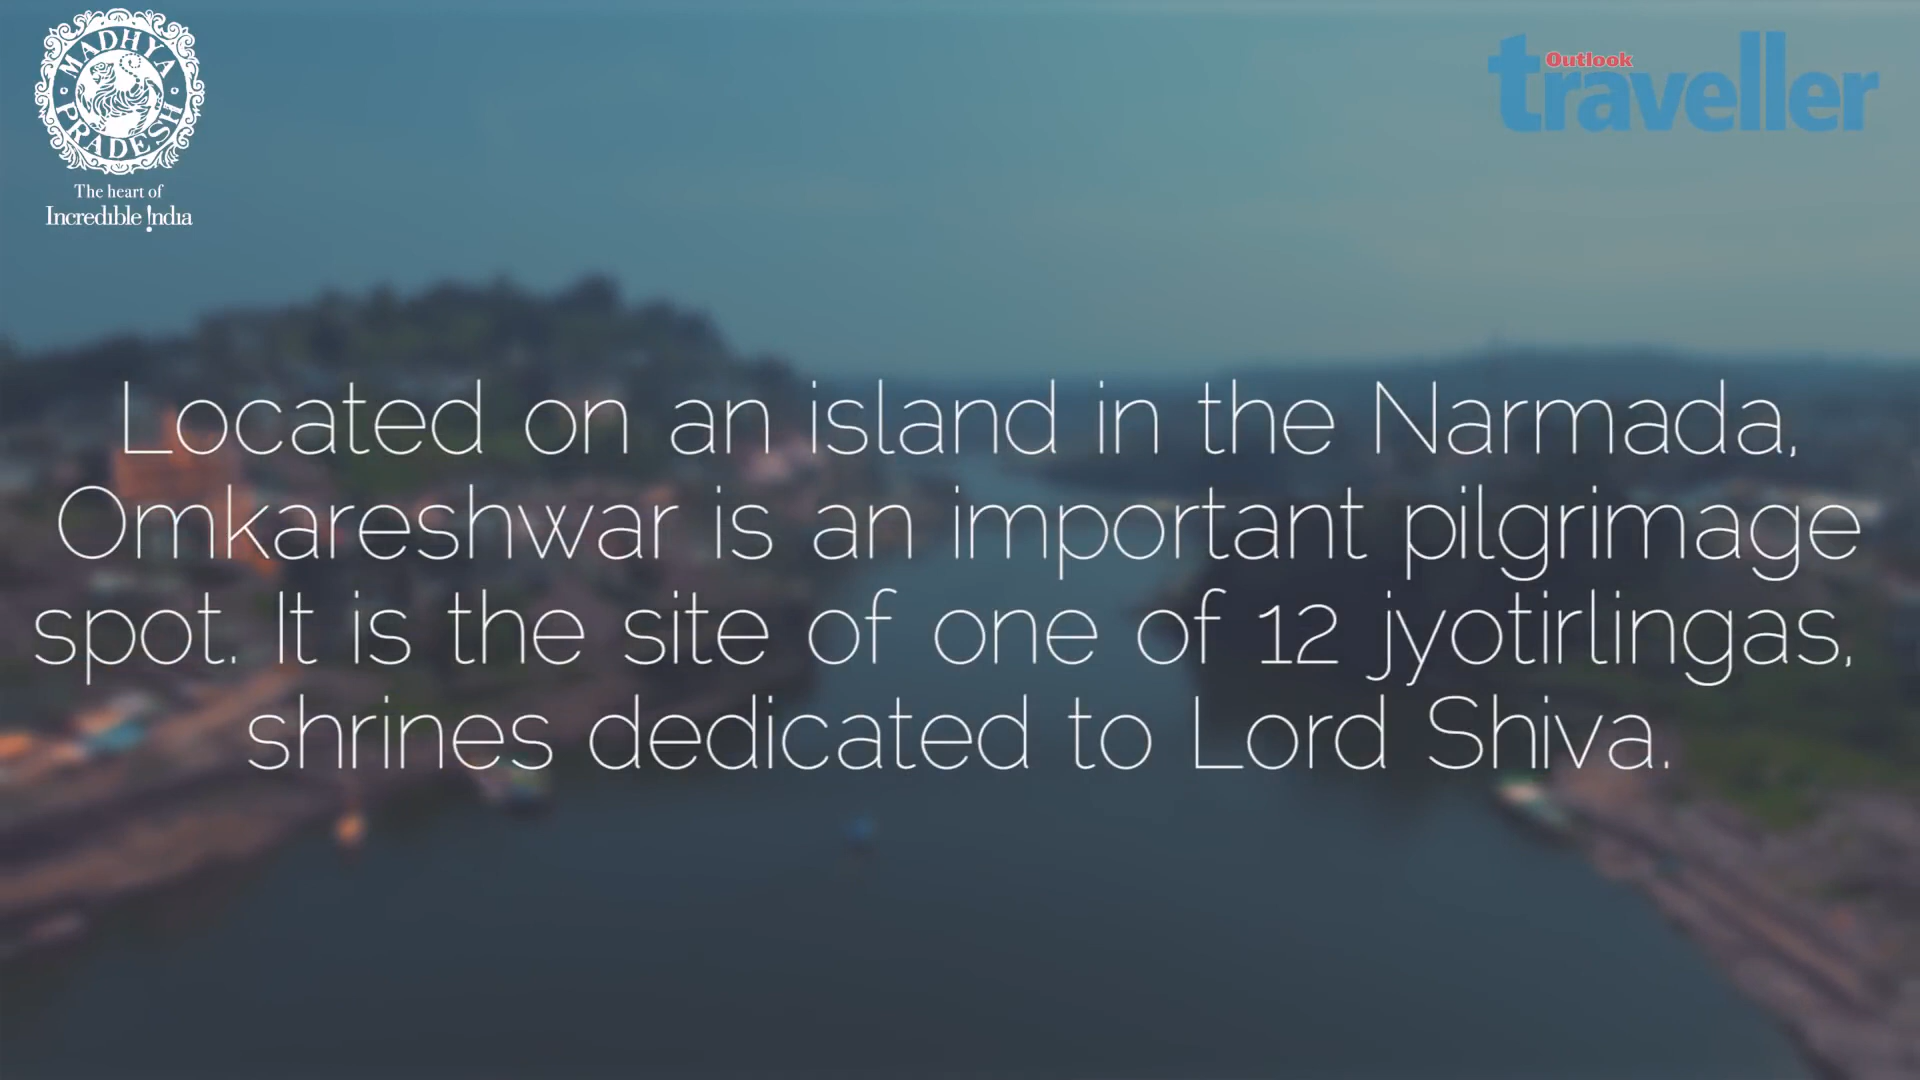 MADHYA PRADESH
The heart of
Incredible !ndia
Outlook
traveller
Located on an island in the Narmada,
Omkareshwar is an important pilgrimage
spot. It is the site of one of 12 jyotirlingas,
shrines dedicated to Lord Shiva.